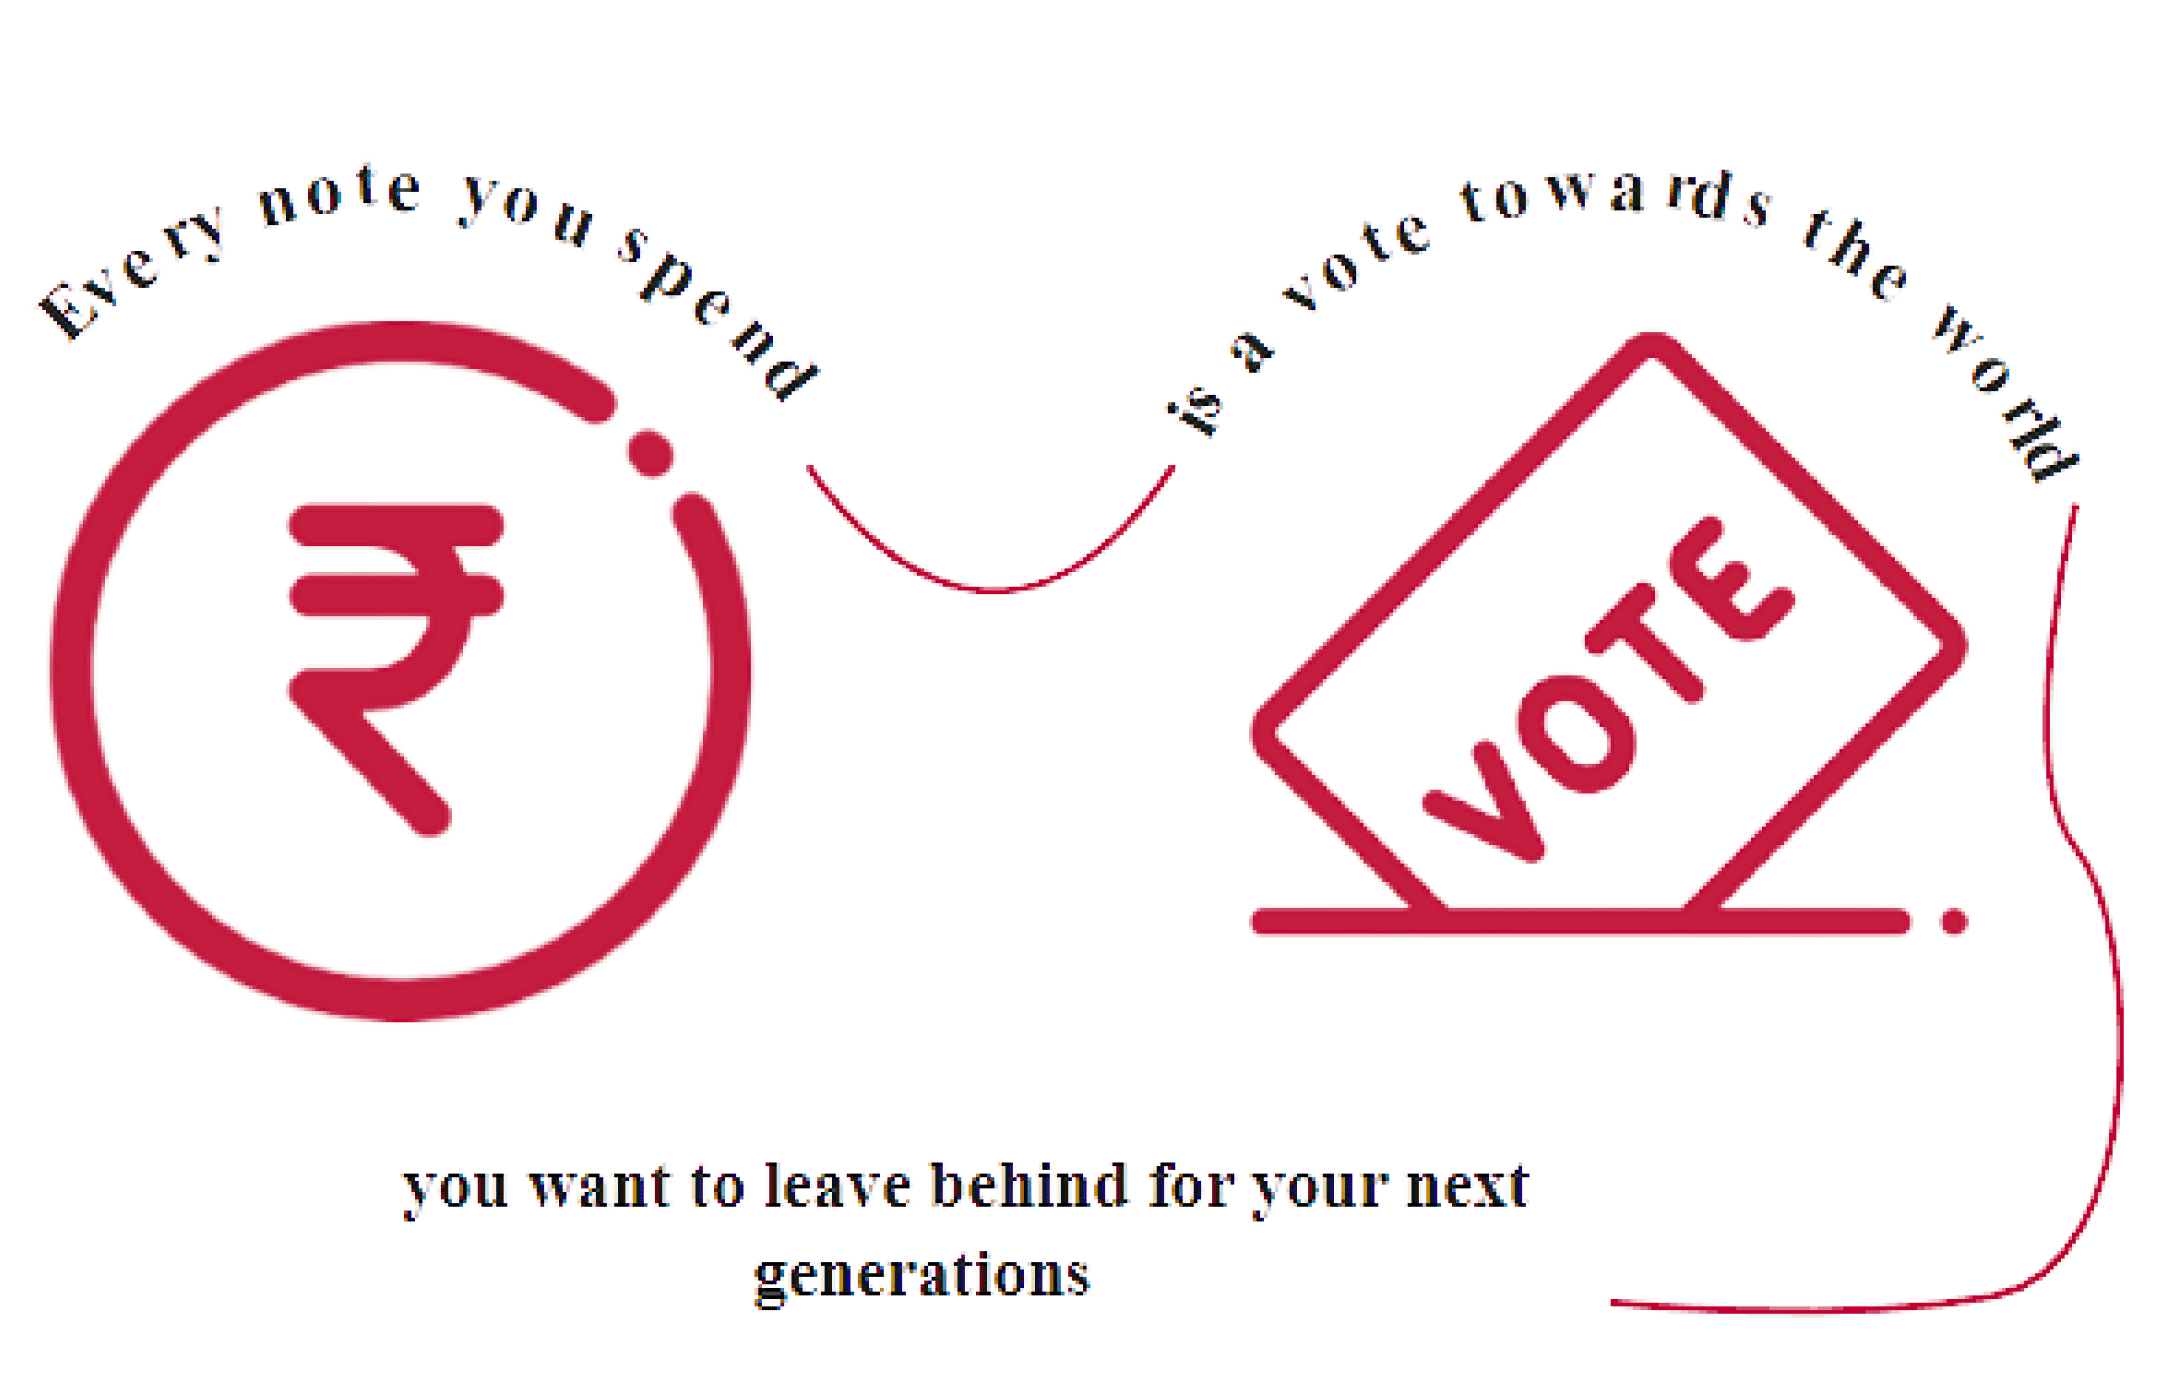 Every note you spend
is a vote towards the world
₹
VOTE
you want to leave behind for your next
generations